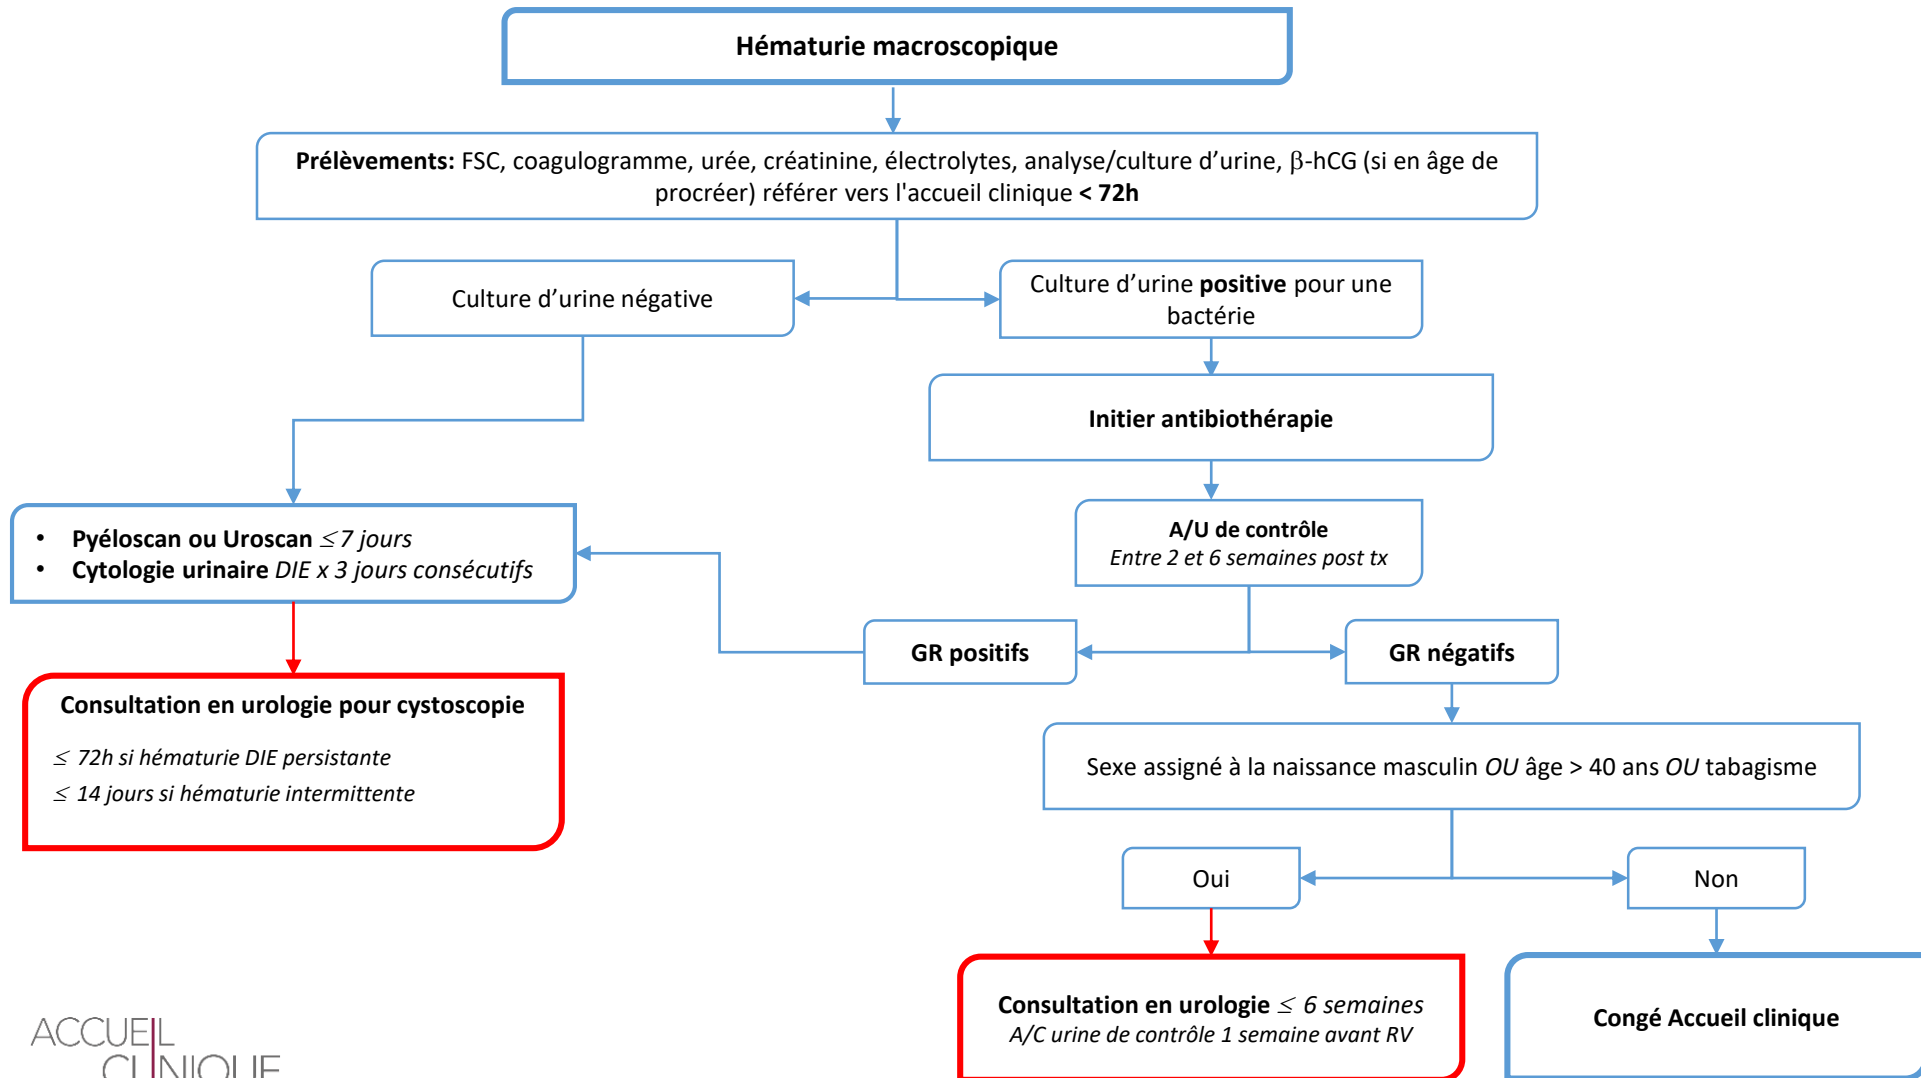 Hématurie macroscopique
Prélèvements: FSC, coagulogramme, urée, créatinine, électrolytes, analyse/culture d’urine, β-hCG (si en âge de
procréer) référer vers l'accueil clinique < 72h
Culture d’urine négative
Culture d’urine positive pour une
bactérie
Initier antibiothérapie
A/U de contrôle
Entre 2 et 6 semaines post tx
• Pyéloscan ou Uroscan ≤ 7 jours
• Cytologie urinaire DIE x 3 jours consécutifs
GR positifs
GR négatifs
Consultation en urologie pour cystoscopie
≤ 72h si hématurie DIE persistante
≤ 14 jours si hématurie intermittente
Sexe assigné à la naissance masculin OU âge > 40 ans OU tabagisme
Oui
Non
Consultation en urologie ≤ 6 semaines
A/C urine de contrôle 1 semaine avant RV
Congé Accueil clinique
ACCUEIL
CLINIQUE